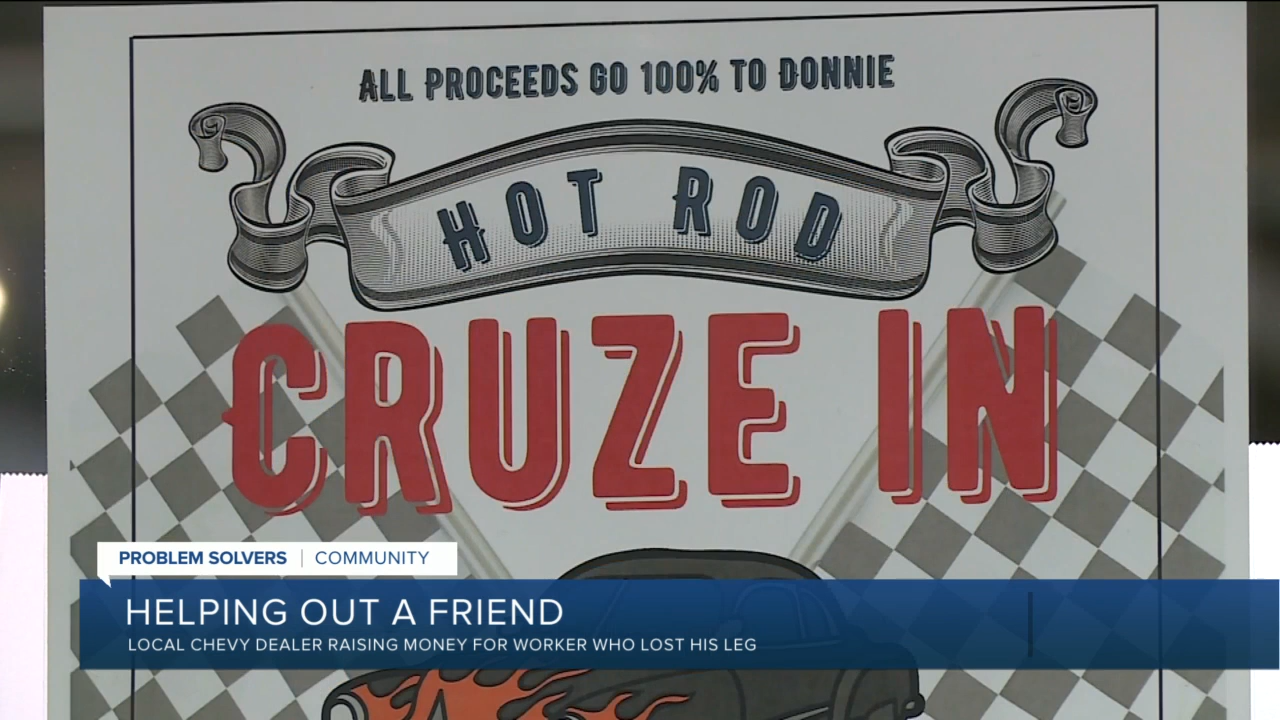 ALL PROCEEDS GO 100% TO DONNIE
HOT ROD
CRUZE IN
PROBLEM SOLVERS | COMMUNITY
HELPING OUT A FRIEND
LOCAL CHEVY DEALER RAISING MONEY FOR WORKER WHO LOST HIS LEG